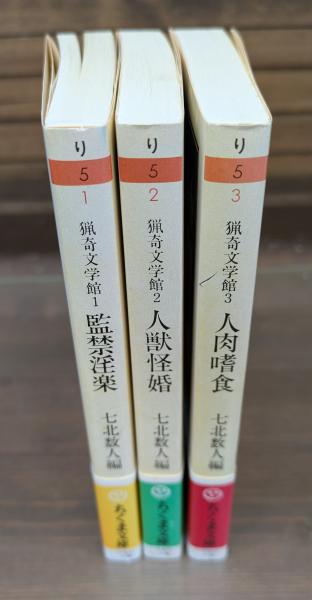 り
5
1
猟奇文学館1
監禁淫楽
七北数人編
ちくま文庫
り
5
2
猟奇文学館2
人獣怪婚
七北数人編
ちくま文庫
り
5
3
猟奇文学館3
人肉嗜食
七北数人編
ちくま文庫